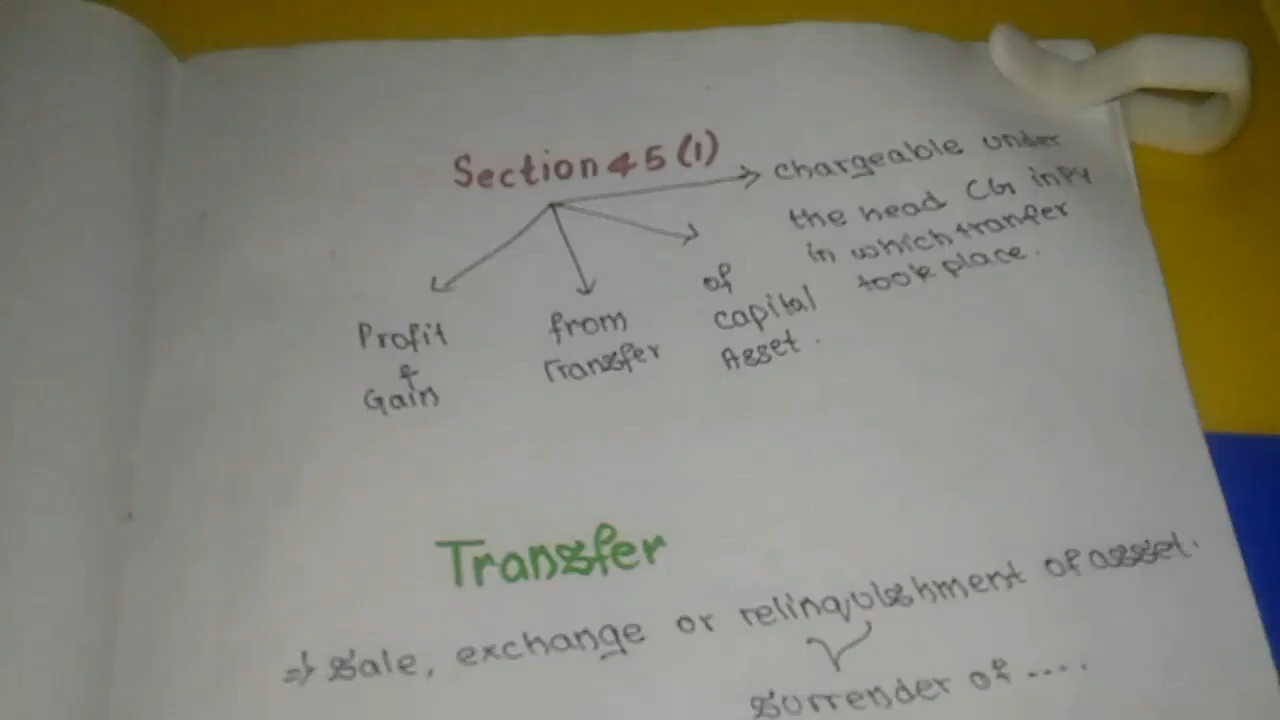 Section 45(1)
chargeable under
the head CG in PY
in which tranfer
took place.
Profit
&
Gain
from
Transfer
of
capital
Asset.
Transfer
⇒ Sale, exchange or relinquishment of asset.
Surrender of ....